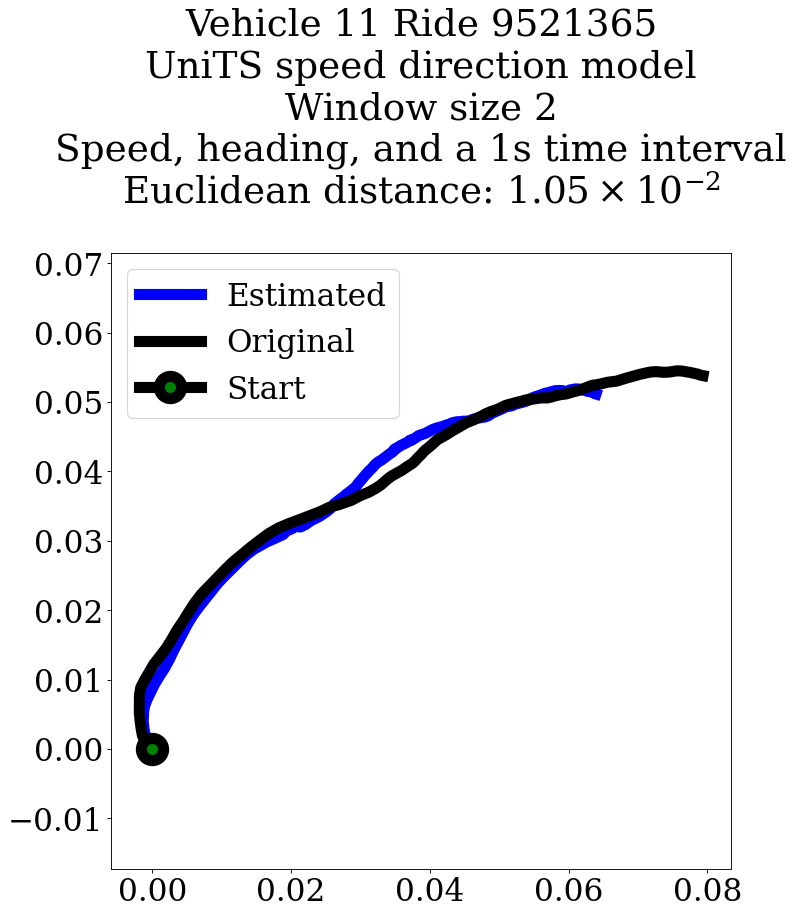 Vehicle 11 Ride 9521365
UniTS speed direction model
Window size 2
Speed, heading, and a 1s time interval
Euclidean distance: 1.05 × 10⁻²
0.07
0.06
0.05
0.04
0.03
0.02
0.01
0.00
−0.01
Estimated
Original
Start
0.00 0.02 0.04 0.06 0.08